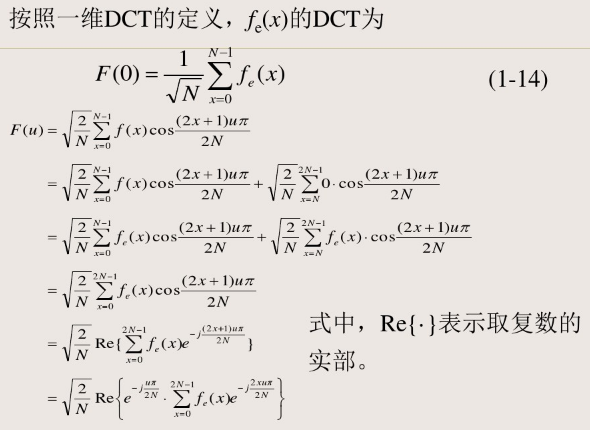 按照一维DCT的定义，fₑ(x)的DCT为
F(0) = \frac{1}{\sqrt{N}} \sum_{x=0}^{N-1} f_e(x) (1-14)
F(u) = \sqrt{\frac{2}{N}} \sum_{x=0}^{N-1} f(x) \cos\frac{(2x+1)u\pi}{2N}
= \sqrt{\frac{2}{N}} \sum_{x=0}^{N-1} f(x) \cos\frac{(2x+1)u\pi}{2N} + \sqrt{\frac{2}{N}} \sum_{x=N}^{2N-1} 0 \cdot \cos\frac{(2x+1)u\pi}{2N}
= \sqrt{\frac{2}{N}} \sum_{x=0}^{N-1} f_e(x) \cos\frac{(2x+1)u\pi}{2N} + \sqrt{\frac{2}{N}} \sum_{x=N}^{2N-1} f_e(x) \cdot \cos\frac{(2x+1)u\pi}{2N}
= \sqrt{\frac{2}{N}} \sum_{x=0}^{2N-1} f_e(x) \cos\frac{(2x+1)u\pi}{2N}
= \sqrt{\frac{2}{N}} Re\{\sum_{x=0}^{2N-1} f_e(x) e^{-j\frac{(2x+1)u\pi}{2N}}\}
= \sqrt{\frac{2}{N}} Re\left\{e^{-j\frac{u\pi}{2N}} \cdot \sum_{x=0}^{2N-1} f_e(x) e^{-j\frac{2xu\pi}{2N}}\right\}
式中，Re{·}表示取复数的
实部。